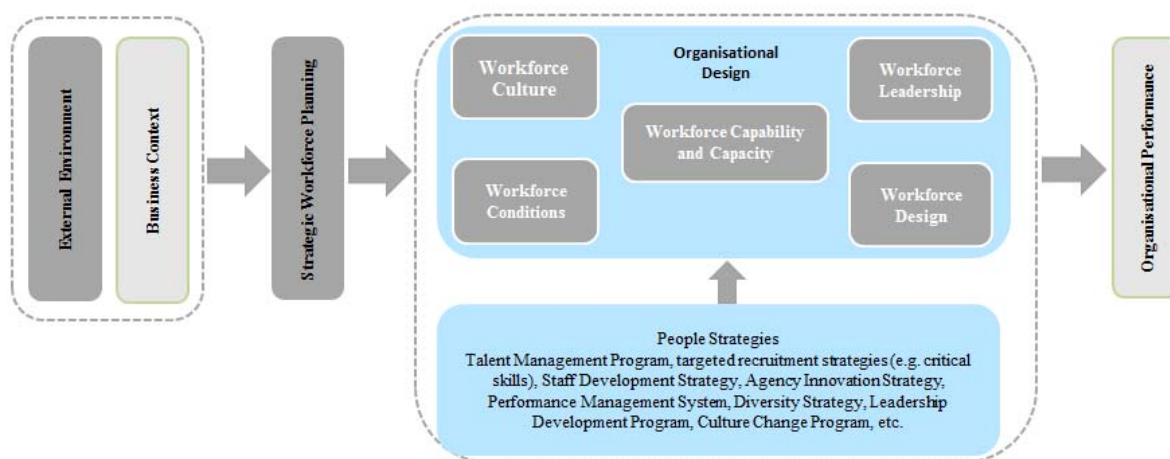 External Environment
Business Context
Strategic Workforce Planning
Organisational
Design
Workforce
Culture
Workforce
Leadership
Workforce Capability
and Capacity
Workforce
Conditions
Workforce
Design
People Strategies
Talent Management Program, targeted recruitment strategies (e.g. critical
skills), Staff Development Strategy, Agency Innovation Strategy,
Performance Management System, Diversity Strategy, Leadership
Development Program, Culture Change Program, etc.
Organisational Performance